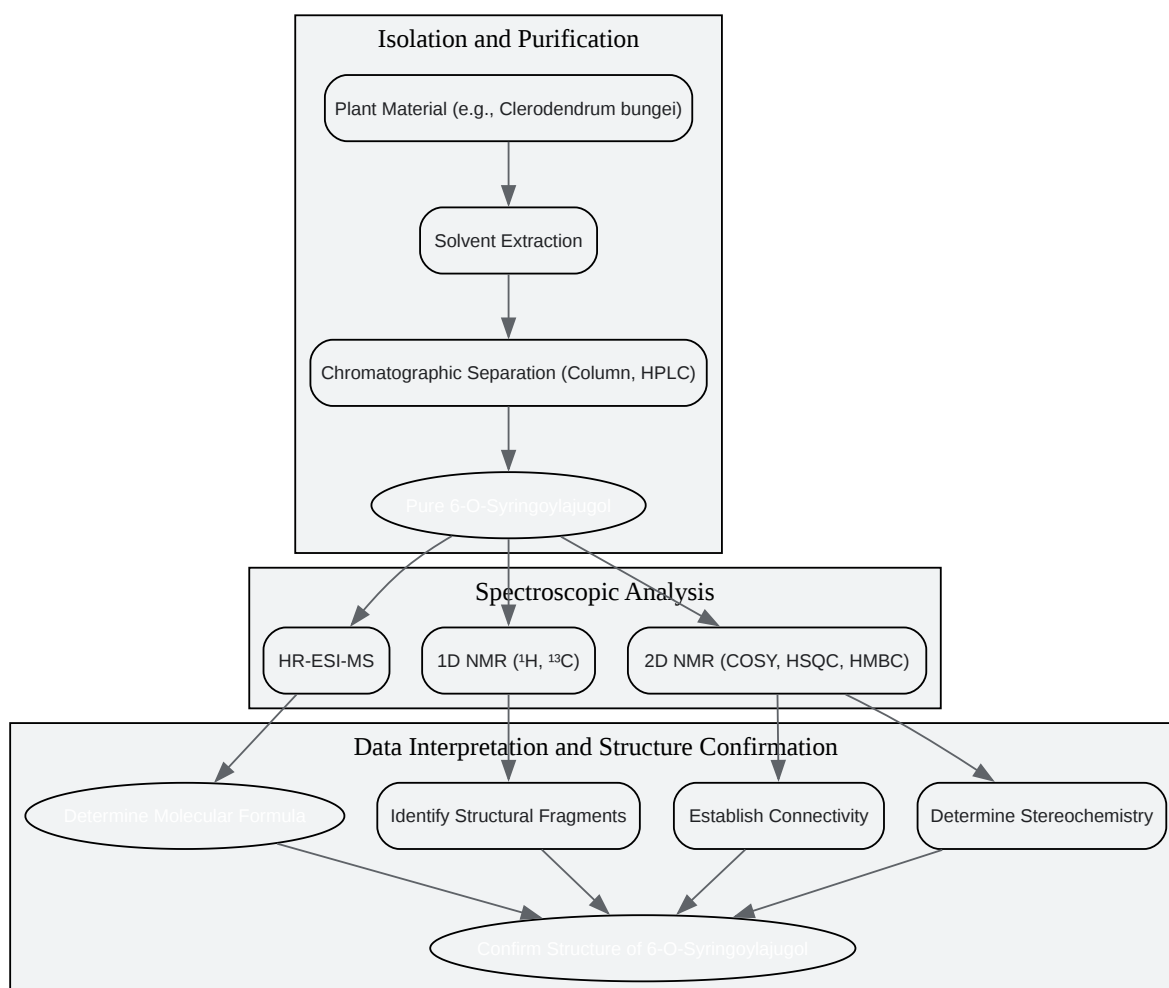 Isolation and Purification
Plant Material (e.g., Clerodendrum bungei)
Solvent Extraction
Chromatographic Separation (Column, HPLC)
Pure 6-O-Syringoylajugol
Spectroscopic Analysis
HR-ESI-MS
1D NMR (¹H, ¹³C)
2D NMR (COSY, HSQC, HMBC)
Data Interpretation and Structure Confirmation
Determine Molecular Formula
Identify Structural Fragments
Establish Connectivity
Determine Stereochemistry
Confirm Structure of 6-O-Syringoylajugol